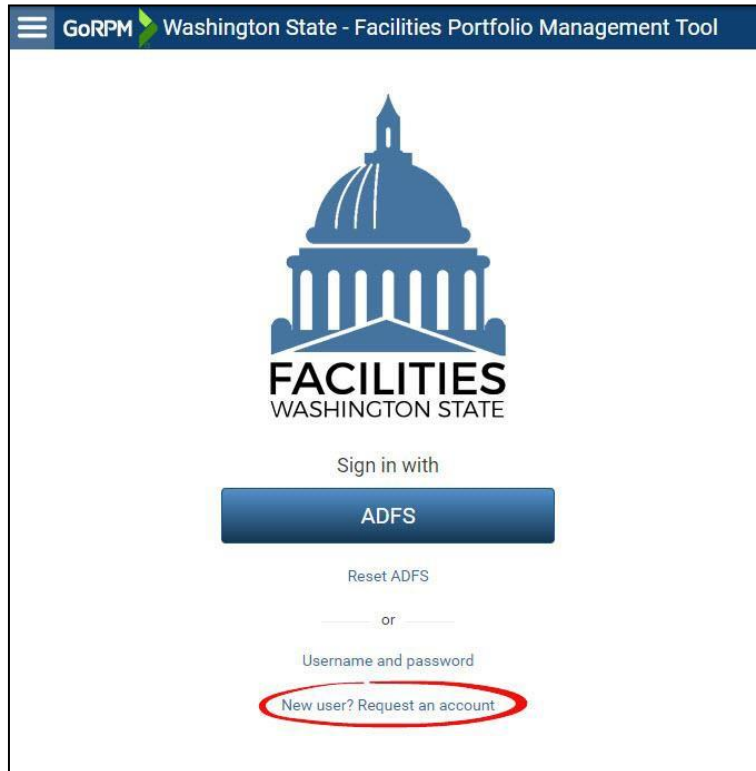 GoRPM Washington State - Facilities Portfolio Management Tool
FACILITIES
WASHINGTON STATE
Sign in with
ADFS
Reset ADFS
or
Username and password
New user? Request an account